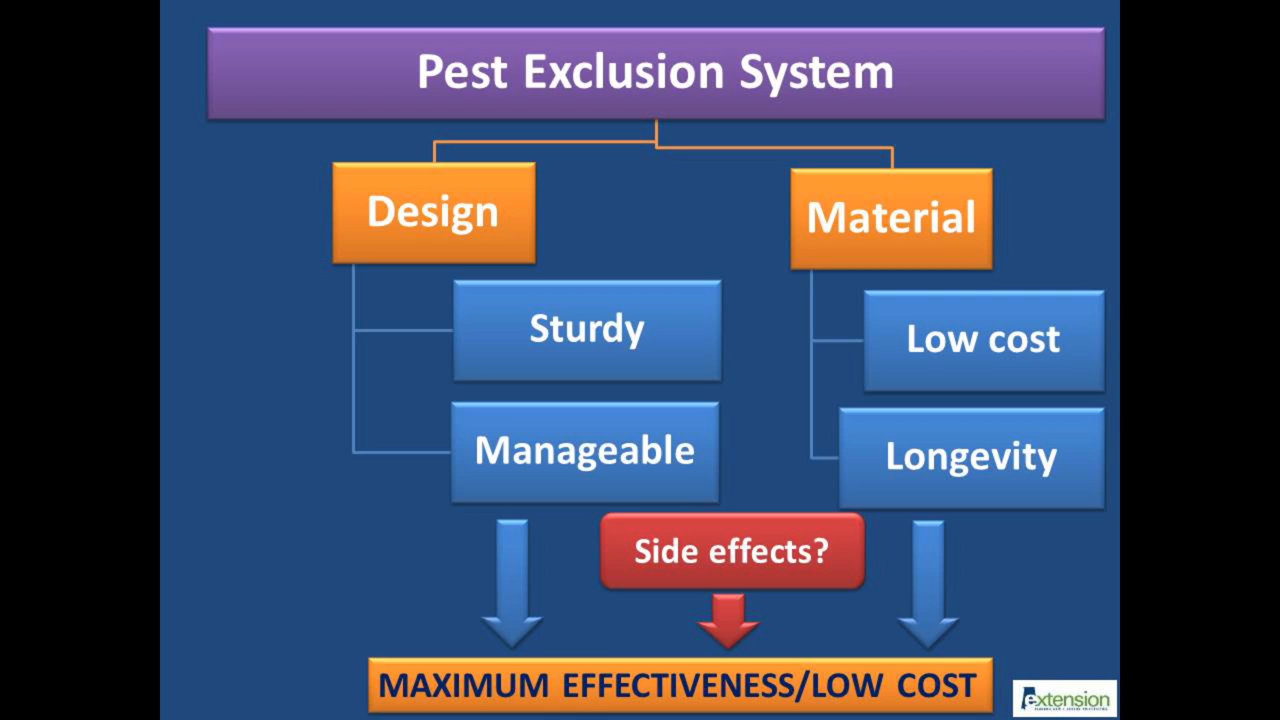 Pest Exclusion System
Design
Material
Sturdy
Low cost
Manageable
Longevity
Side effects?
MAXIMUM EFFECTIVENESS/LOW COST
extension